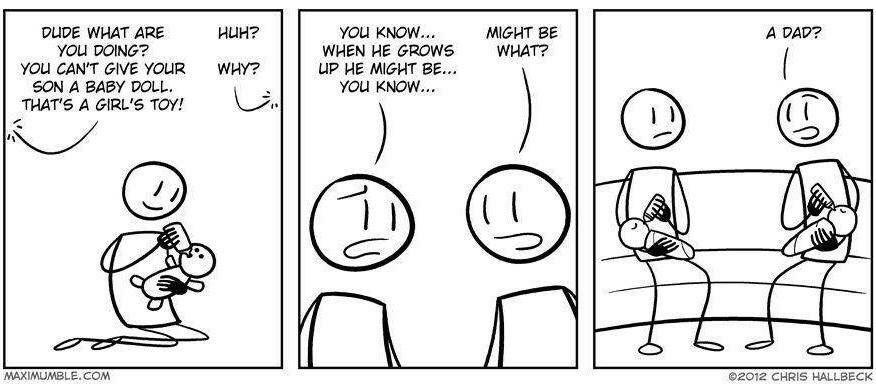 DUDE WHAT ARE
YOU DOING?
YOU CAN'T GIVE YOUR
SON A BABY DOLL.
THAT'S A GIRL'S TOY!
HUH?
WHY?
YOU KNOW...
WHEN HE GROWS
UP HE MIGHT BE...
YOU KNOW...
MIGHT BE
WHAT?
A DAD?
MAXIMUMBLE.COM
©2012 CHRIS HALLBECK